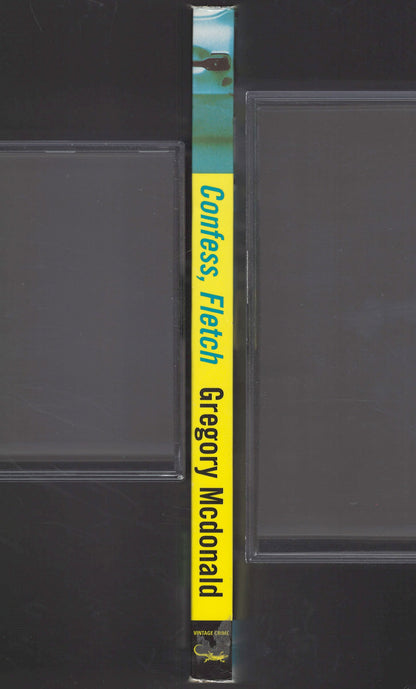 Confess, Fletch
Gregory Mcdonald
VINTAGE CRIME